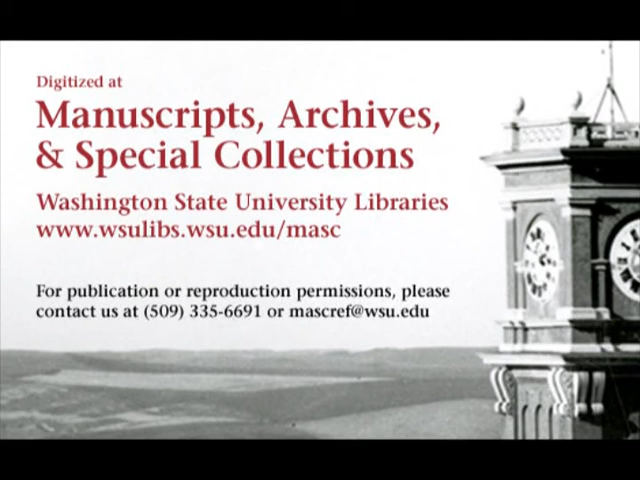 Digitized at
Manuscripts, Archives,
& Special Collections
Washington State University Libraries
www.wsulibs.wsu.edu/masc
For publication or reproduction permissions, please
contact us at (509) 335-6691 or mascref@wsu.edu